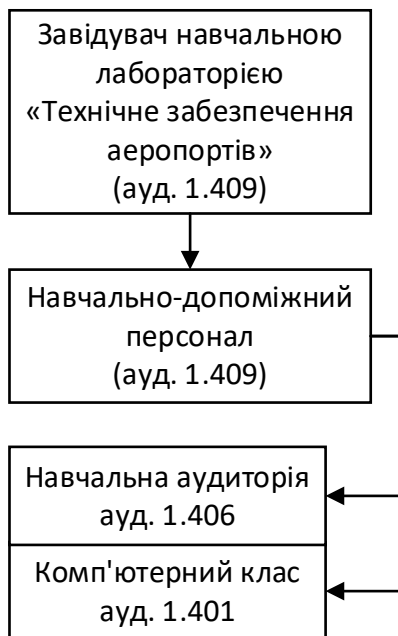 Завідувач навчальною
лабораторією
«Технічне забезпечення
аеропортів»
(ауд. 1.409)
Навчально-допоміжний
персонал
(ауд. 1.409)
Навчальна аудиторія
ауд. 1.406
Комп'ютерний клас
ауд. 1.401